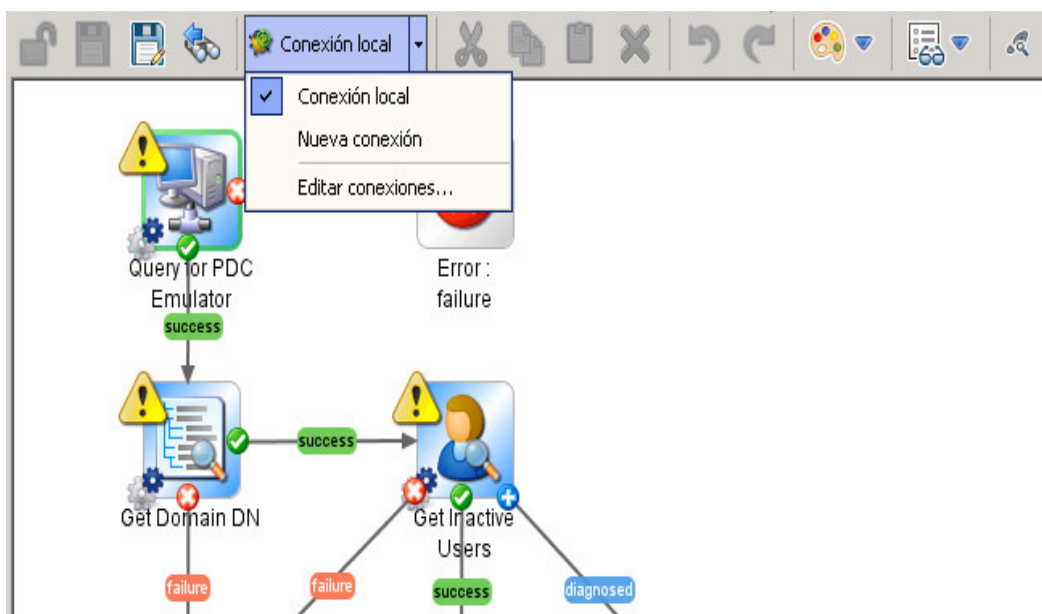 Conexión local
Conexión local
Nueva conexión
Editar conexiones...
Query for PDC
Emulator
Error :
failure
success
success
Get Domain DN
Get Inactive
Users
failure
failure
success
diagnosed